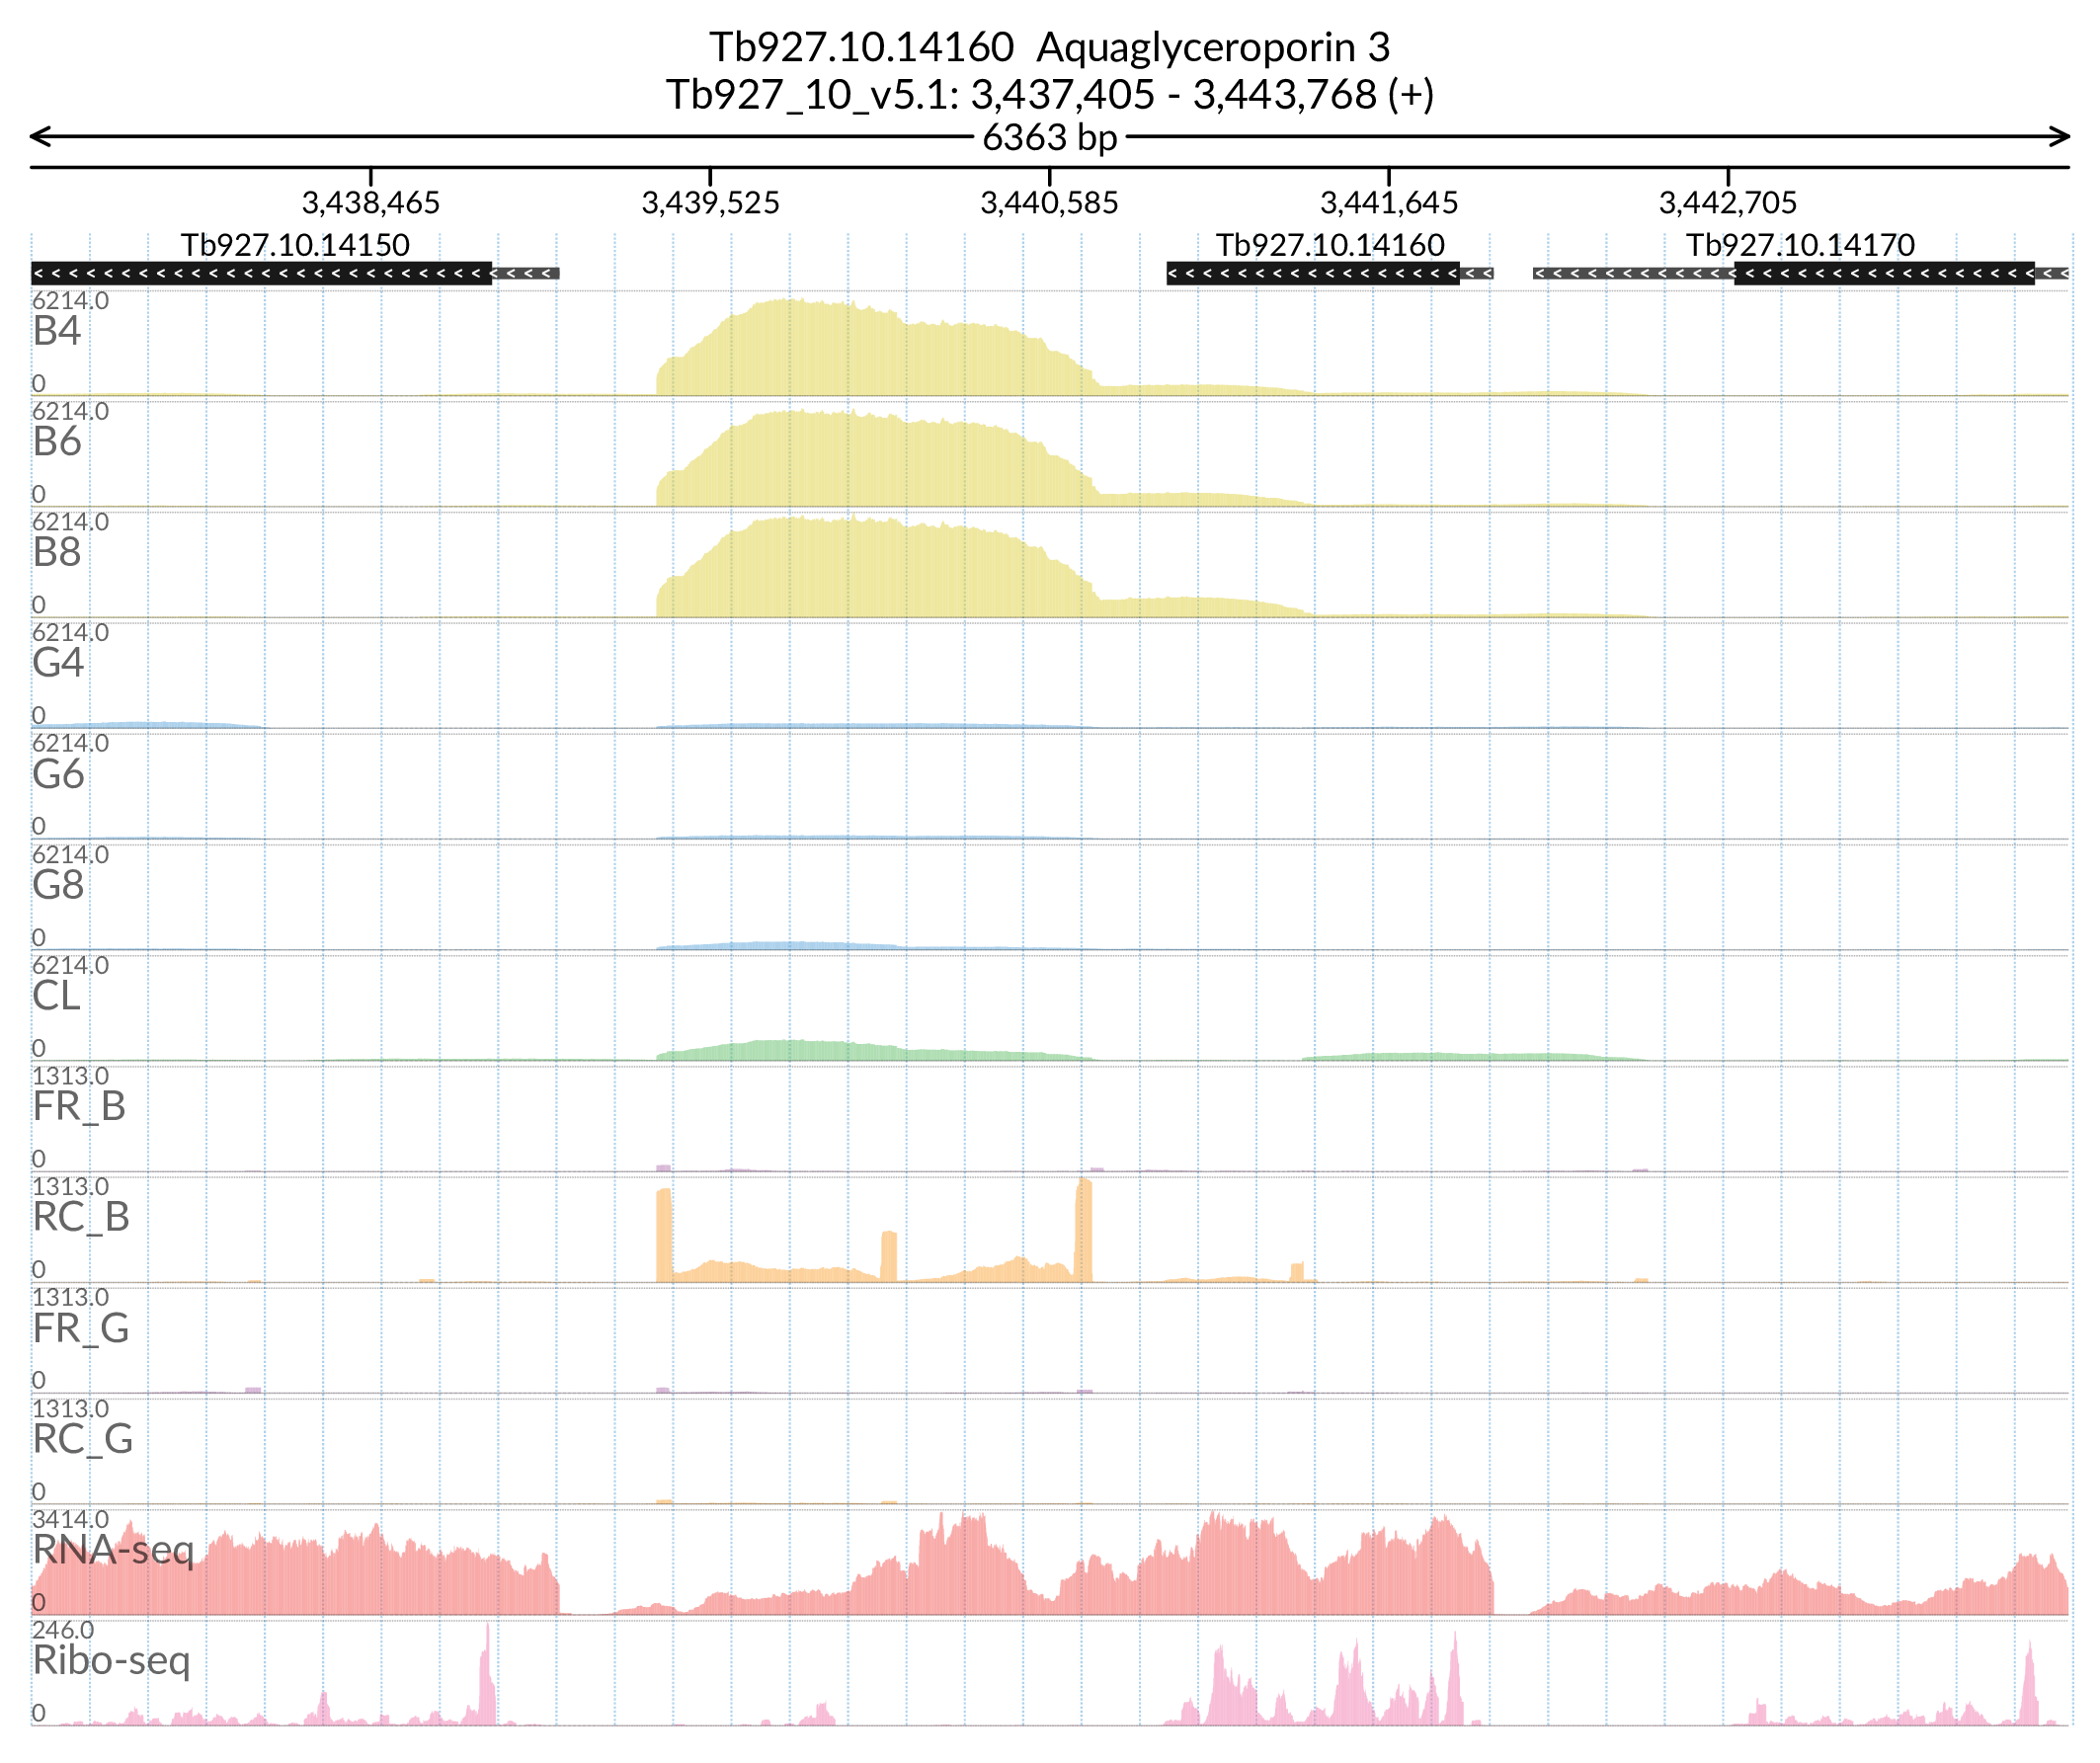 Tb927.10.14160  Aquaglyceroporin 3
Tb927_10_v5.1: 3,437,405 - 3,443,768 (+)
6363 bp
3,438,465 3,439,525 3,440,585 3,441,645 3,442,705
Tb927.10.14150 Tb927.10.14160 Tb927.10.14170
6214.0
B4
0
6214.0
B6
0
6214.0
B8
0
6214.0
G4
0
6214.0
G6
0
6214.0
G8
0
6214.0
CL
0
1313.0
FR_B
0
1313.0
RC_B
0
1313.0
FR_G
0
1313.0
RC_G
0
3414.0
RNA-seq
0
246.0
Ribo-seq
0